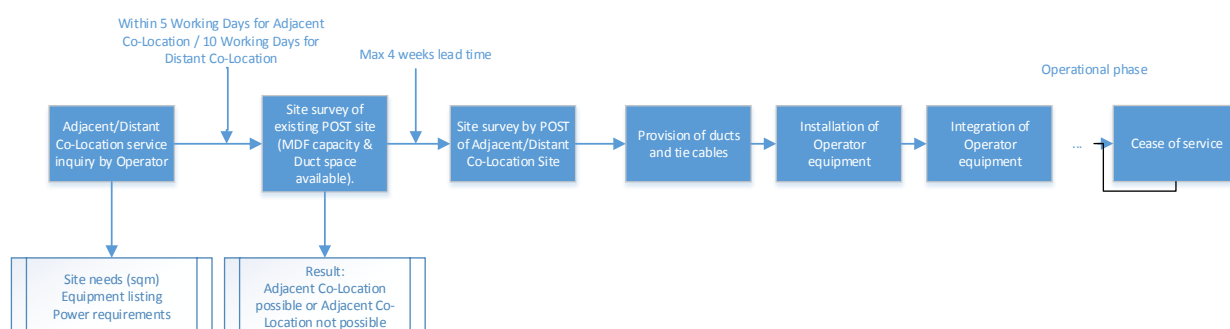 Within 5 Working Days for Adjacent
Co-Location / 10 Working Days for
Distant Co-Location
Max 4 weeks lead time
Operational phase
Adjacent/Distant
Co-Location service
inquiry by Operator
Site survey of
existing POST site
(MDF capacity &
Duct space
available).
Site survey by POST
of Adjacent/Distant
Co-Location Site
Provision of ducts
and tie cables
Installation of
Operator
equipment
Integration of
Operator
equipment
...
Cease of service
Site needs (sqm)
Equipment listing
Power requirements
Result:
Adjacent Co-Location
possible or Adjacent Co-
Location not possible